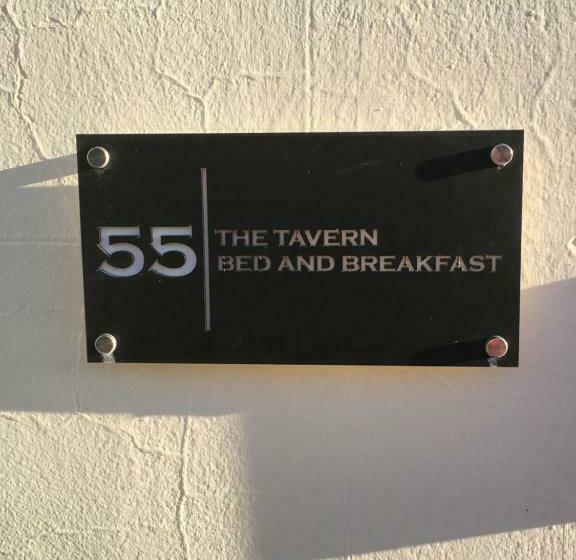 55
THE TAVERN
BED AND BREAKFAST